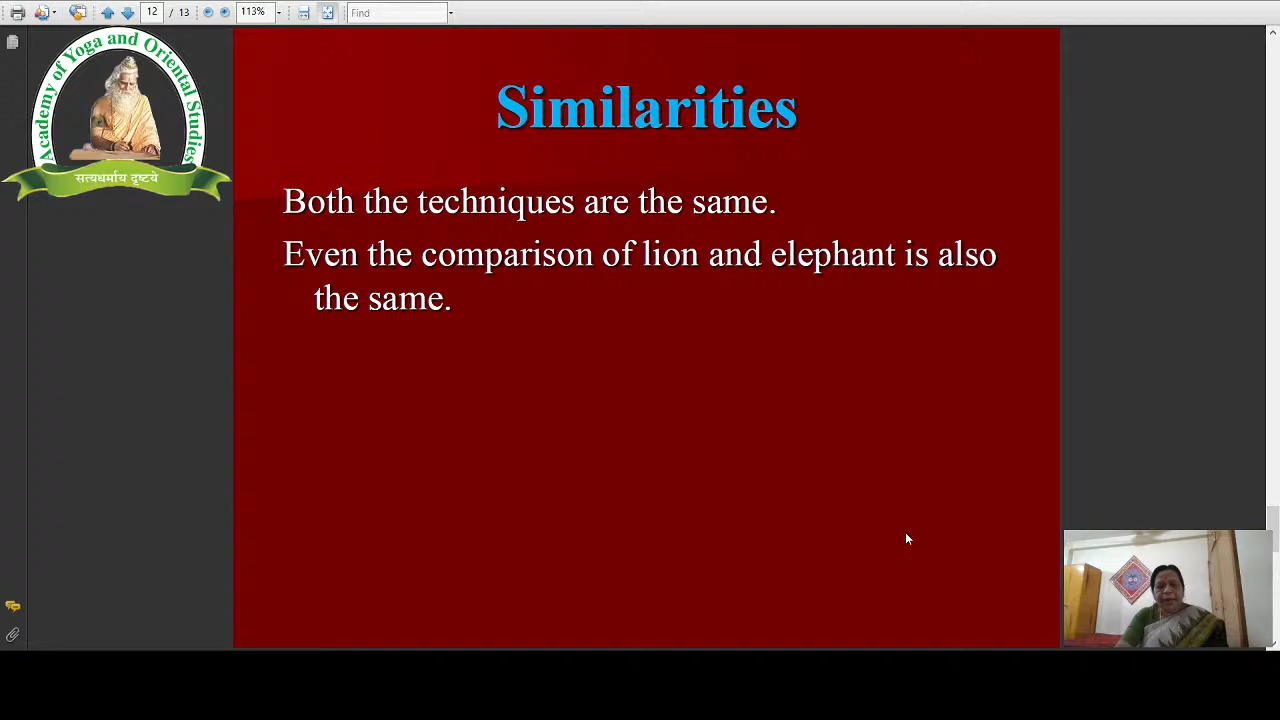 12 / 13
113%
Find
Academy of Yoga and Oriental Studies
सत्यधर्माय दृष्टये
Similarities
Both the techniques are the same.
Even the comparison of lion and elephant is also
the same.